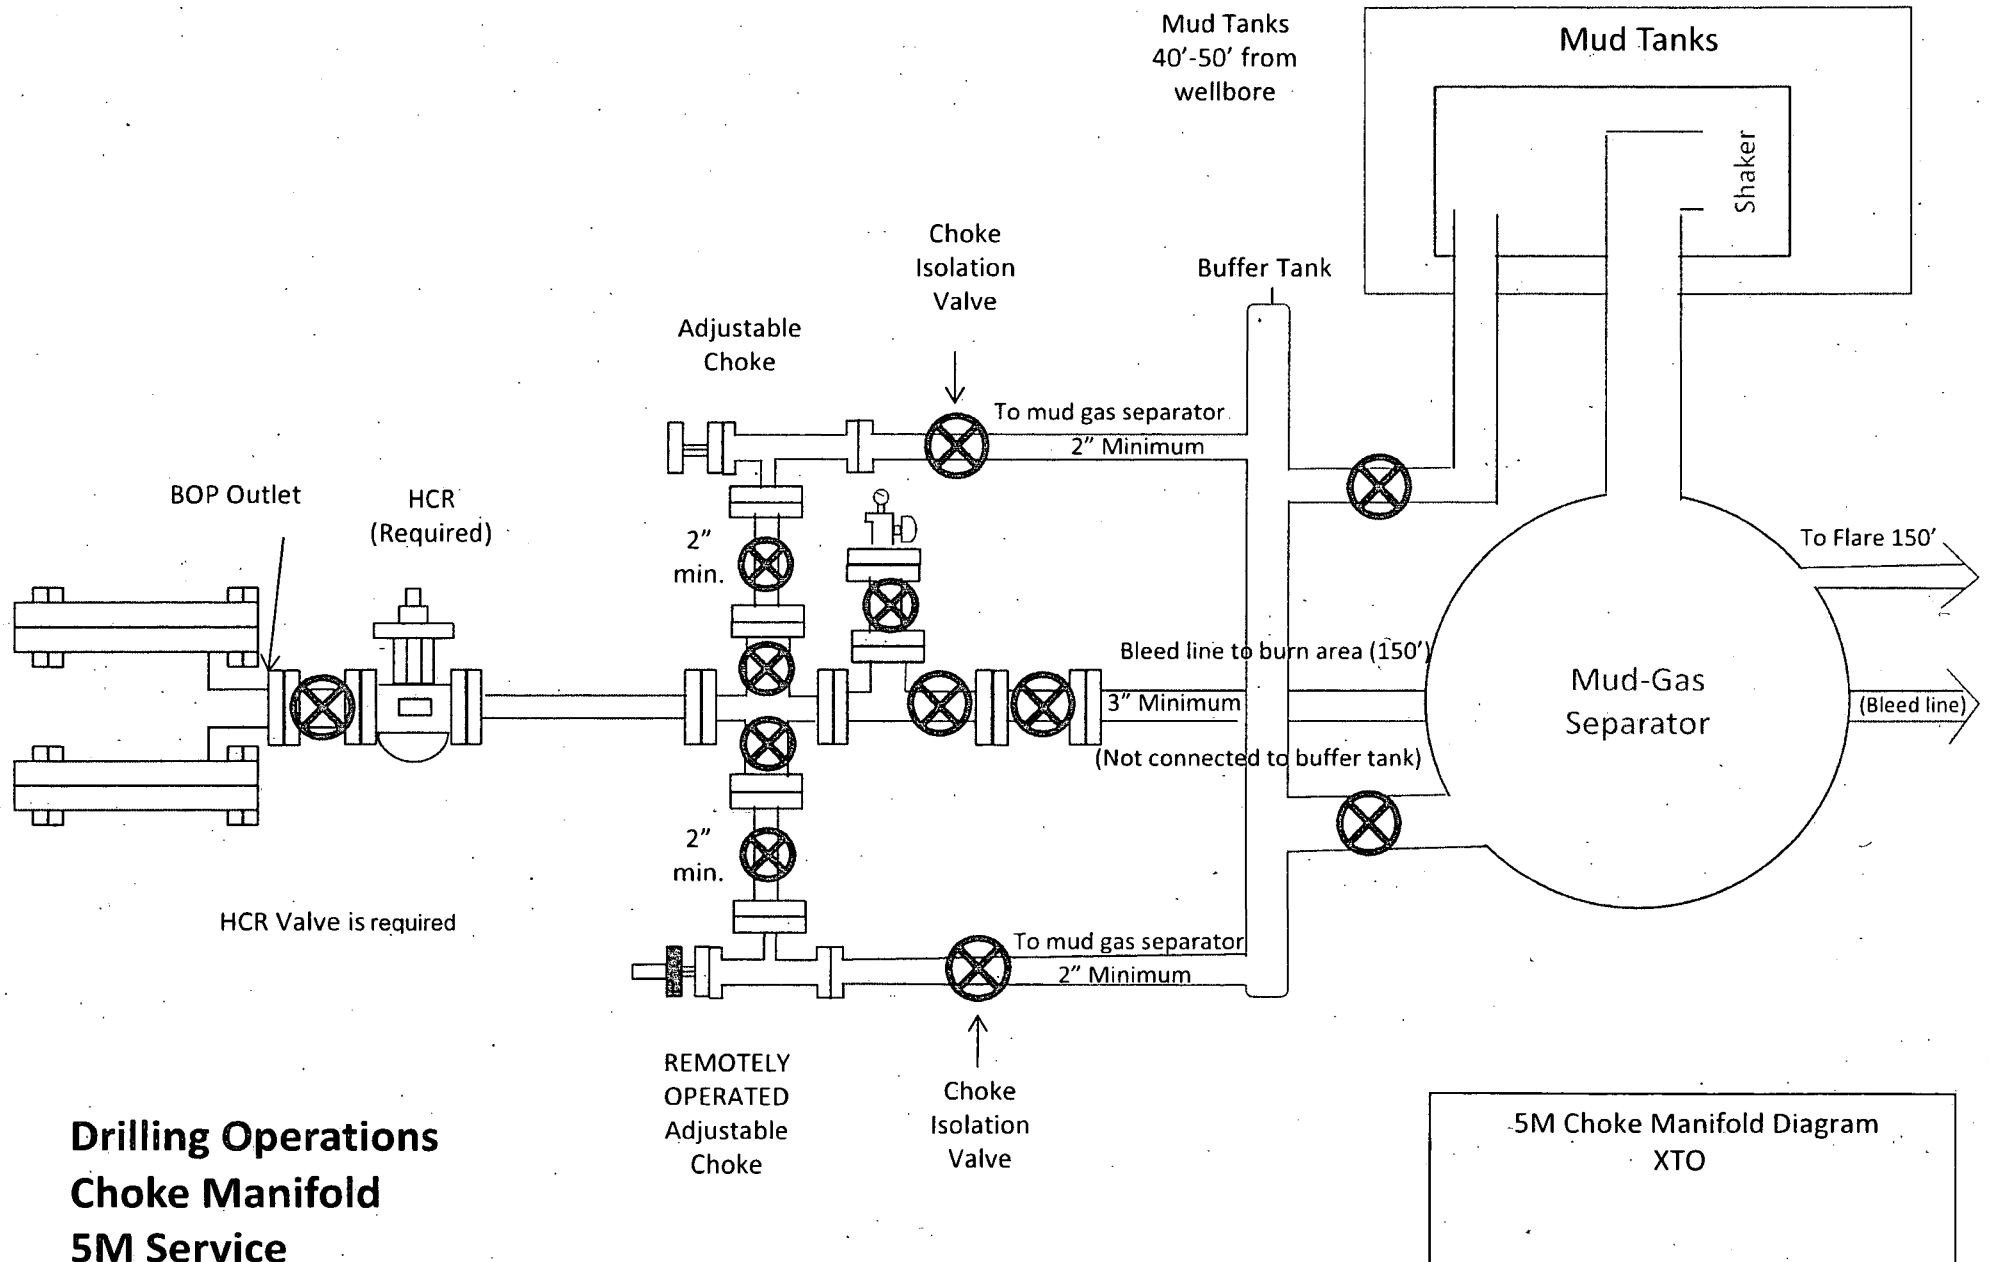 Mud Tanks
40’-50’ from
wellbore
Mud Tanks
Shaker
Choke
Isolation
Valve
Buffer Tank
Adjustable
Choke
To mud gas separator
2” Minimum
BOP Outlet
HCR
(Required)
2”
min.
To Flare 150’
Bleed line to burn area (150’)
3” Minimum
(Not connected to buffer tank)
Mud-Gas
Separator
(Bleed line)
2”
min.
HCR Valve is required
To mud gas separator
2” Minimum
REMOTELY
OPERATED
Adjustable
Choke
Choke
Isolation
Valve
Drilling Operations
Choke Manifold
5M Service
5M Choke Manifold Diagram
XTO